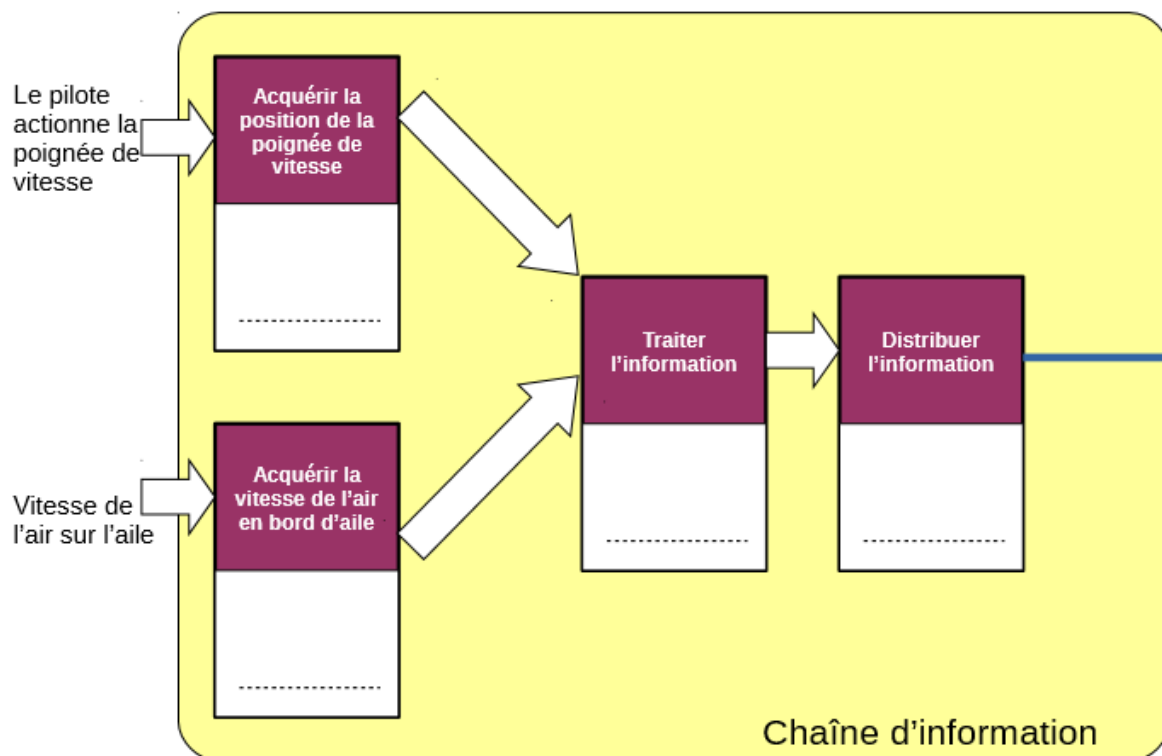 Le pilote
actionne la
poignée de
vitesse
Acquérir la
position de la
poignée de
vitesse
Traiter
l'information
Distribuer
l'information
Vitesse de
l'air sur l'aile
Acquérir la
vitesse de l'air
en bord d'aile
Chaîne d'information